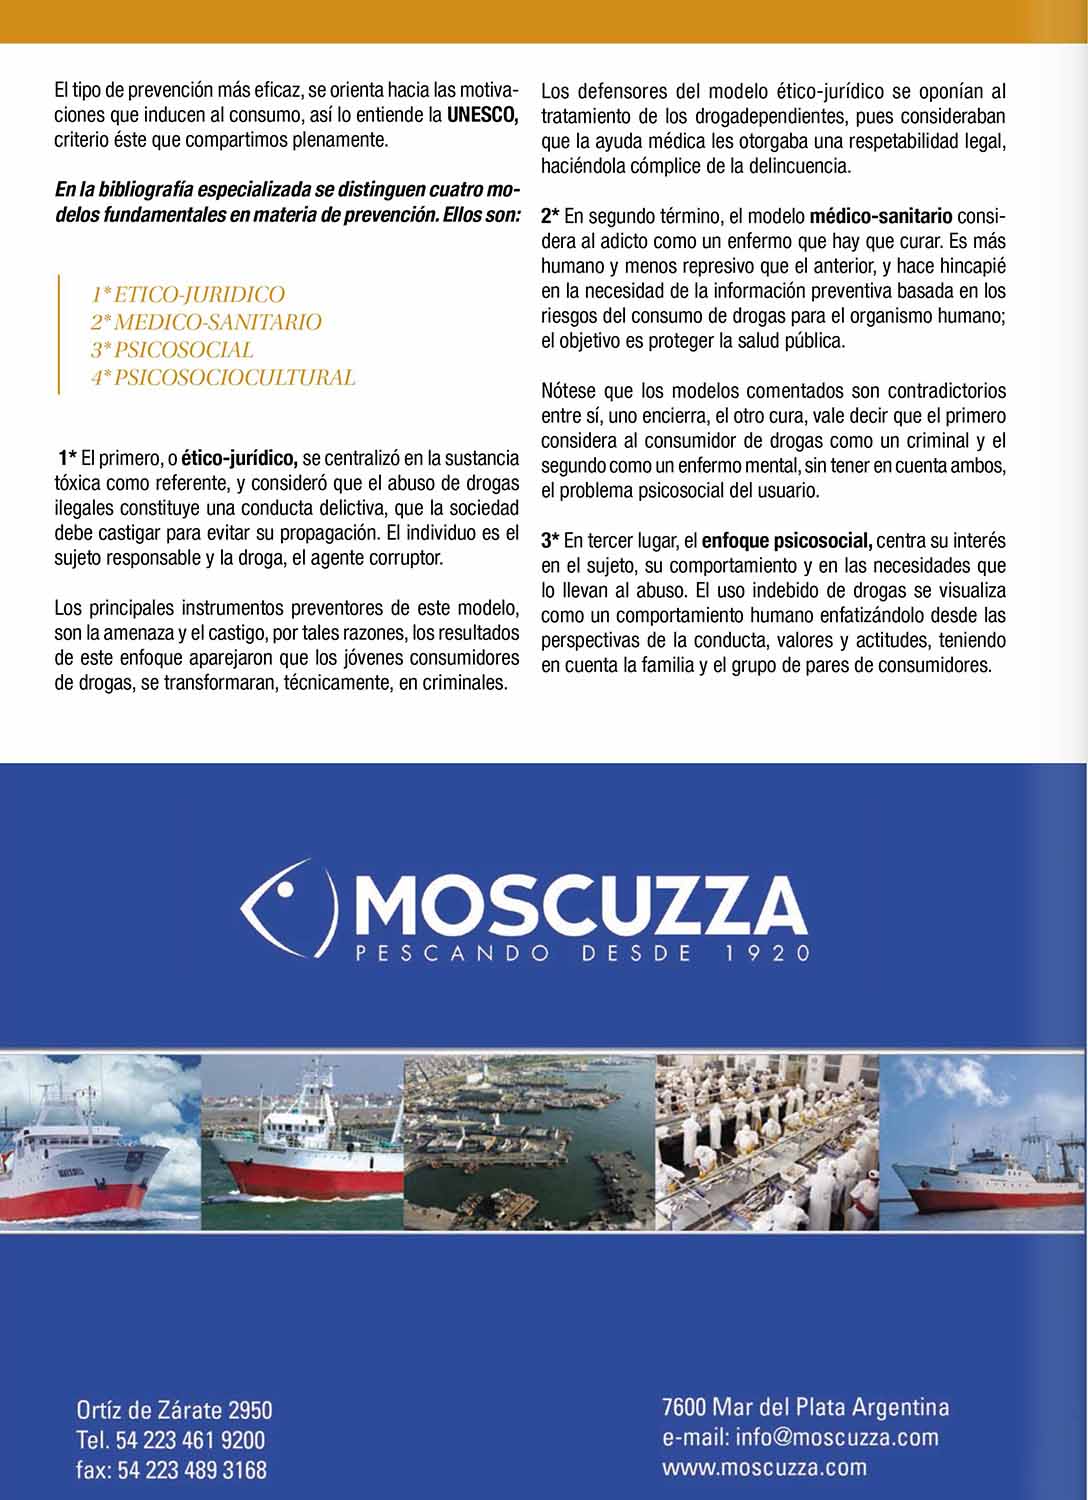 El tipo de prevención más eficaz, se orienta hacia las motiva-
ciones que inducen al consumo, así lo entiende la UNESCO,
criterio éste que compartimos plenamente.
En la bibliografía especializada se distinguen cuatro mo-
delos fundamentales en materia de prevención. Ellos son:
1* ETICO-JURIDICO
2* MEDICO-SANITARIO
3* PSICOSOCIAL
4* PSICOSOCIOCULTURAL
1* El primero, o ético-jurídico, se centralizó en la sustancia
tóxica como referente, y consideró que el abuso de drogas
ilegales constituye una conducta delictiva, que la sociedad
debe castigar para evitar su propagación. El individuo es el
sujeto responsable y la droga, el agente corruptor.
Los principales instrumentos preventores de este modelo,
son la amenaza y el castigo, por tales razones, los resultados
de este enfoque aparejaron que los jóvenes consumidores
de drogas, se transformaran, técnicamente, en criminales.
Los defensores del modelo ético-jurídico se oponían al
tratamiento de los drogadependientes, pues consideraban
que la ayuda médica les otorgaba una respetabilidad legal,
haciéndola cómplice de la delincuencia.
2* En segundo término, el modelo médico-sanitario consi-
dera al adicto como un enfermo que hay que curar. Es más
humano y menos represivo que el anterior, y hace hincapié
en la necesidad de la información preventiva basada en los
riesgos del consumo de drogas para el organismo humano;
el objetivo es proteger la salud pública.
Nótese que los modelos comentados son contradictorios
entre sí, uno encierra, el otro cura, vale decir que el primero
considera al consumidor de drogas como un criminal y el
segundo como un enfermo mental, sin tener en cuenta ambos,
el problema psicosocial del usuario.
3* En tercer lugar, el enfoque psicosocial, centra su interés
en el sujeto, su comportamiento y en las necesidades que
lo llevan al abuso. El uso indebido de drogas se visualiza
como un comportamiento humano enfatizándolo desde las
perspectivas de la conducta, valores y actitudes, teniendo
en cuenta la familia y el grupo de pares de consumidores.
MOSCUZZA
PESCANDO DESDE 1920
Ortíz de Zárate 2950
Tel. 54 223 461 9200
fax: 54 223 489 3168
7600 Mar del Plata Argentina
e-mail: info@moscuzza.com
www.moscuzza.com